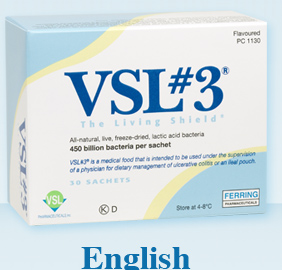 Flavoured
PC 1130
VSL#3®
The Living Shield®
All-natural, live, freeze-dried, lactic acid bacteria
450 billion bacteria per sachet
VSL#3® is a medical food that is intended to be used under the supervision
of a physician for dietary management of ulcerative colitis or an ileal pouch.
30 SACHETS
VSL
PHARMACEUTICALS
K D
Store at 4-8°C
FERRING
PHARMACEUTICALS
English